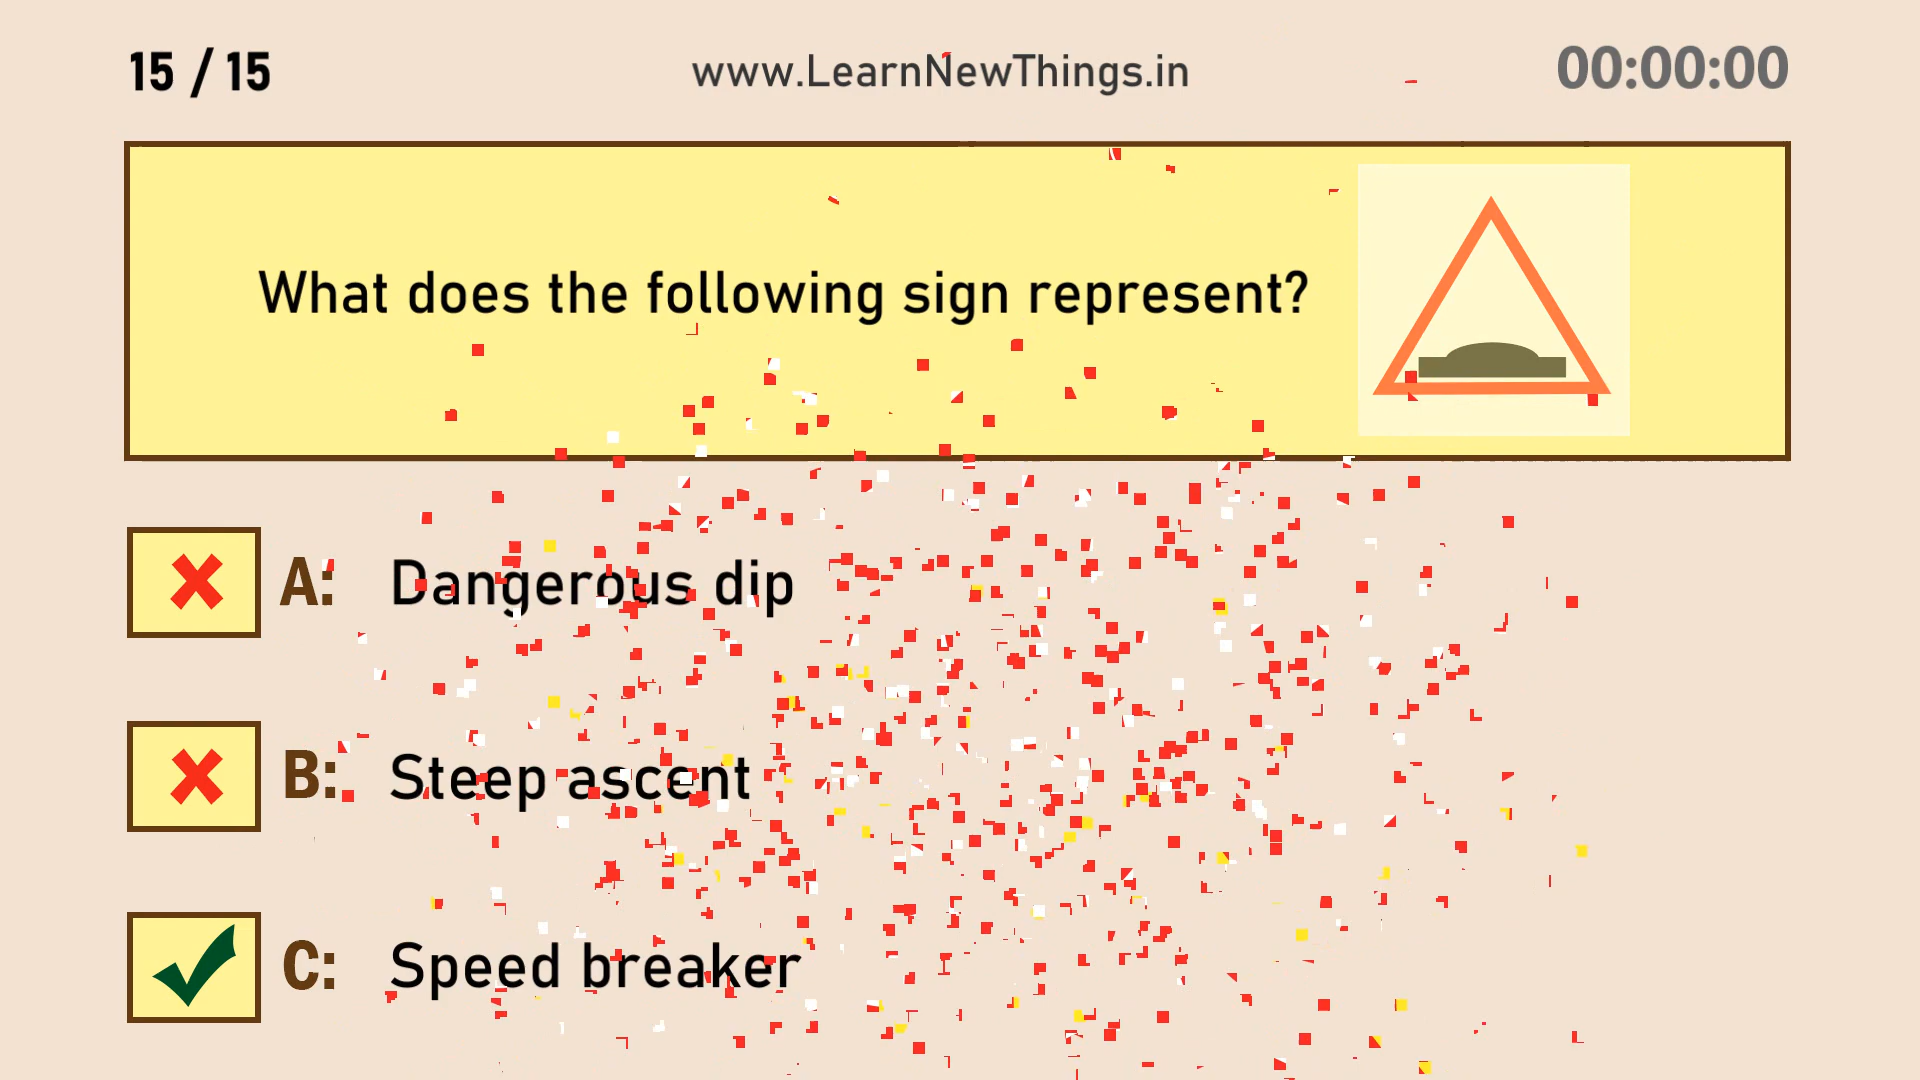 15 / 15
www.LearnNewThings.in
00:00:00
What does the following sign represent?
A: Dangerous dip
B: Steep ascent
C: Speed breaker